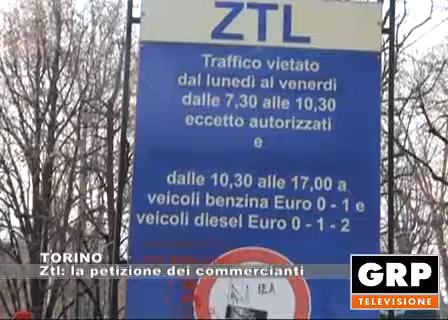 ZTL
Traffico vietato
dal lunedì al venerdì
dalle 7,30 alle 10,30
eccetto autorizzati
e
dalle 10,30 alle 17,00 a
veicoli benzina Euro 0 - 1 e
veicoli diesel Euro 0 - 1 - 2
TORINO
Ztl: la petizione dei commercianti
GRP
TELEVISIONE